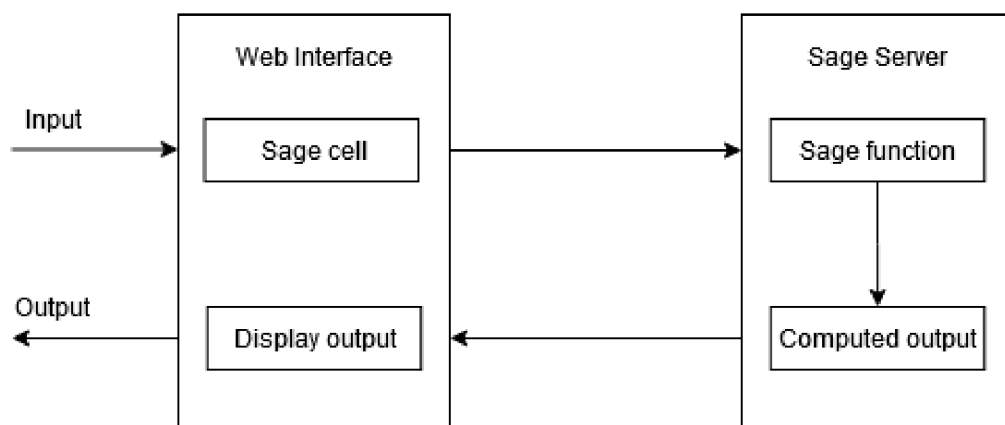 Web Interface
Sage Server
Input
Sage cell
Sage function
Output
Display output
Computed output